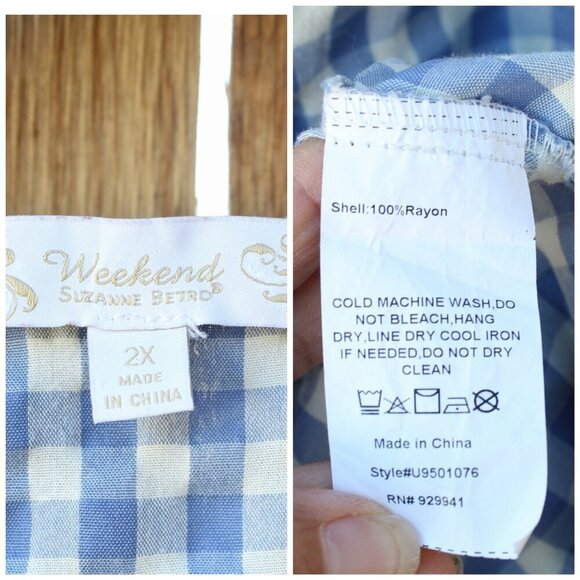 Weekend
SUZANNE BETRO®
2X
MADE
IN CHINA
Shell:100%Rayon
COLD MACHINE WASH,DO
NOT BLEACH,HANG
DRY,LINE DRY COOL IRON
IF NEEDED,DO NOT DRY
CLEAN
Made in China
Style#U9501076
RN# 929941